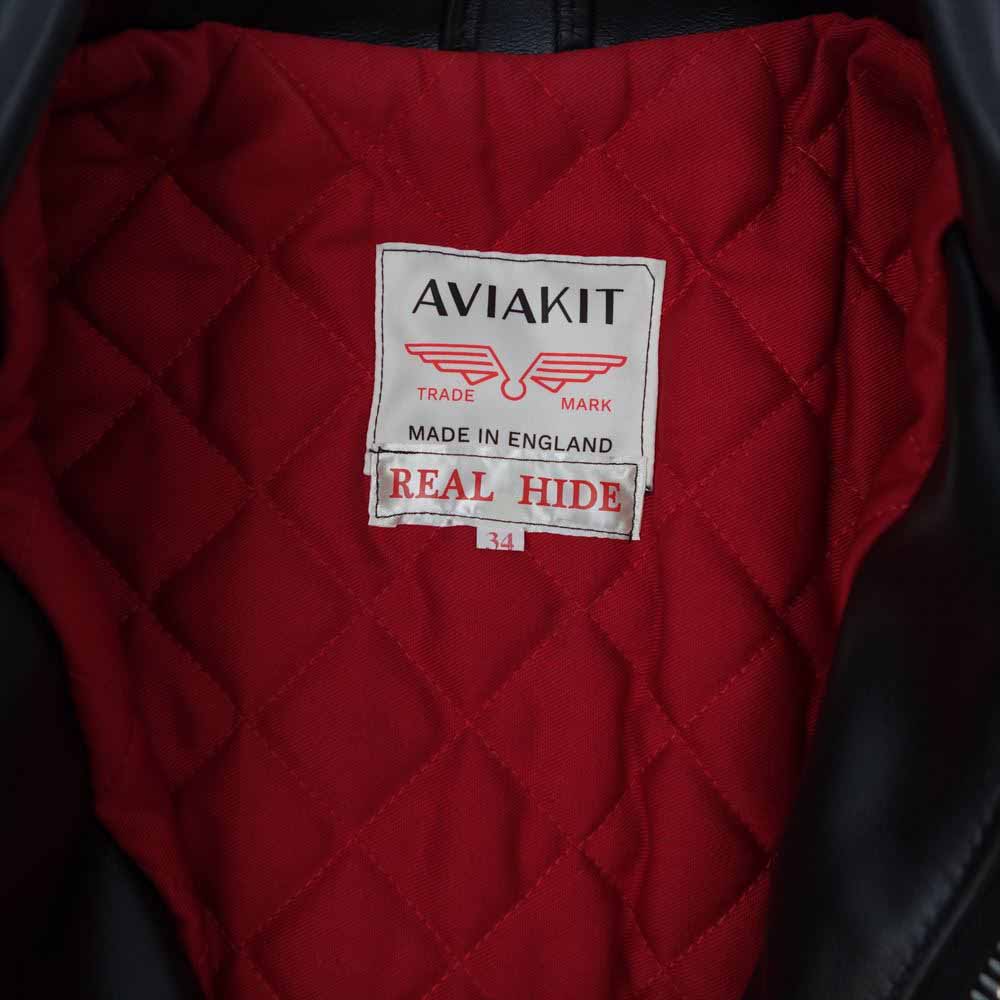 AVIAKIT
TRADE MARK
MADE IN ENGLAND
REAL HIDE
34